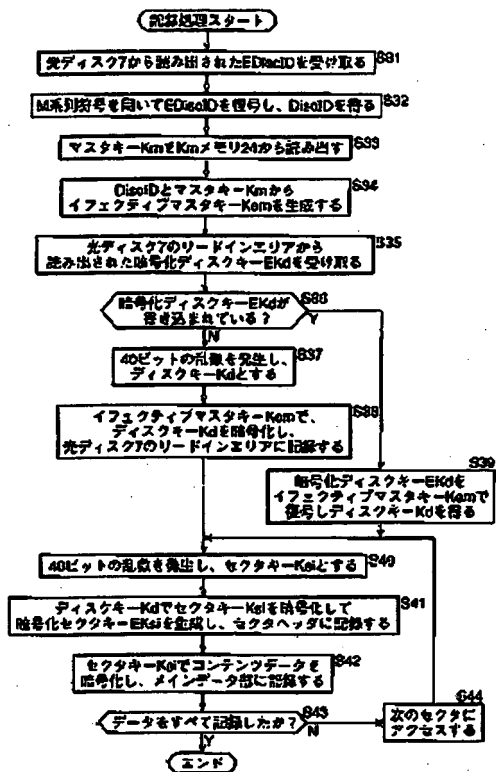 記録処理スタート
光ディスク7から読み出されたEDiscIDを受け取る
S31
M系列符号を用いてEDiscIDを復号し、DiscIDを得る
S32
マスタキーKmをKmメモリ24から読み出す
S33
DiscIDとマスタキーKmから
イフェクティブマスタキーKemを生成する
S34
光ディスク7のリードインエリアから
読み出された暗号化ディスクキーEKdを受け取る
S35
暗号化ディスクキーEKdが
書き込まれている?
S36
Y
N
40ビットの乱数を発生し、
ディスクキーKdとする
S37
イフェクティブマスタキーKemで、
ディスクキーKdを暗号化し、
光ディスク7のリードインエリアに記録する
S38
暗号化ディスクキーEKdを
イフェクティブマスタキーKemで
復号しディスクキーKdを得る
S39
40ビットの乱数を発生し、セクタキーKsiとする
S40
ディスクキーKdでセクタキーKsiを暗号化して
暗号化セクタキーEKsiを生成し、セクタヘッダに記録する
S41
セクタキーKsiでコンテンツデータを
暗号化し、メインデータ部に記録する
S42
データをすべて記録したか?
S43
Y
N
次のセクタに
アクセスする
S44
エンド